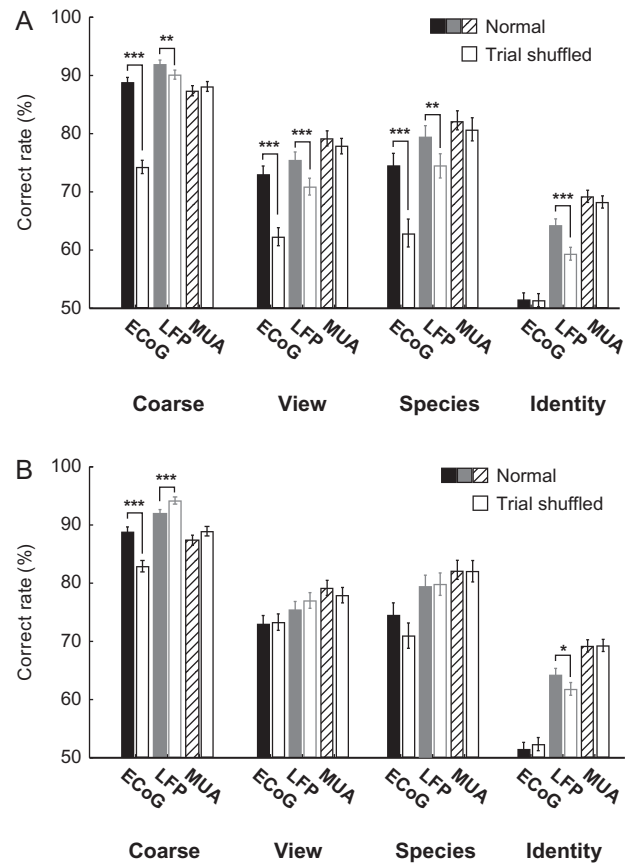 A
100
90
80
70
60
50
Correct rate (%)
Normal
Trial shuffled
***
**
***
***
***
**
***
ECoG LFP MUA ECoG LFP MUA ECoG LFP MUA ECoG LFP MUA
Coarse View Species Identity
B
100
90
80
70
60
50
Correct rate (%)
Normal
Trial shuffled
***
***
*
ECoG LFP MUA ECoG LFP MUA ECoG LFP MUA ECoG LFP MUA
Coarse View Species Identity